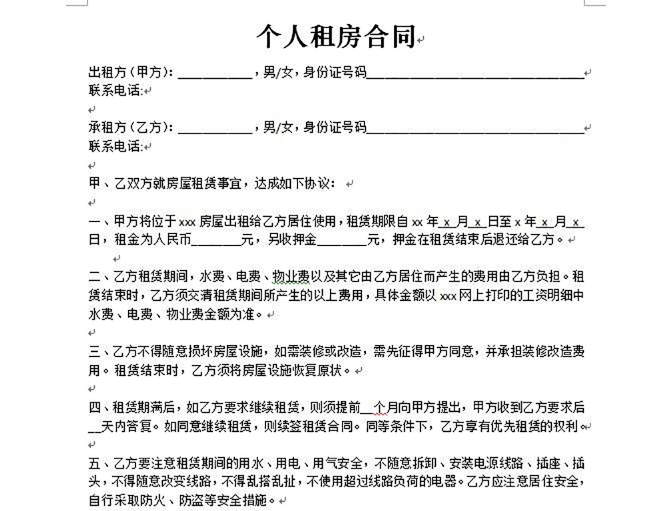 个人租房合同
出租方（甲方）：____________，男/女，身份证号码___________________________________
联系电话:
承租方（乙方）：____________，男/女，身份证号码___________________________________
联系电话:
甲、乙双方就房屋租赁事宜，达成如下协议：
一、甲方将位于xxx 房屋出租给乙方居住使用，租赁期限自 xx 年 x 月 x 日至 x 年 x 月 x
日，租金为人民币________元，另收押金________元，押金在租赁结束后退还给乙方。
二、乙方租赁期间，水费、电费、物业费以及其它由乙方居住而产生的费用由乙方负担。租
赁结束时，乙方须交清租赁期间所产生的以上费用，具体金额以 xxx 网上打印的工资明细中
水费、电费、物业费金额为准。
三、乙方不得随意损坏房屋设施，如需装修或改造，需先征得甲方同意，并承担装修改造费
用。租赁结束时，乙方须将房屋设施恢复原状。
四、租赁期满后，如乙方要求继续租赁，则须提前__个月向甲方提出，甲方收到乙方要求后
__天内答复。如同意继续租赁，则续签租赁合同。同等条件下，乙方享有优先租赁的权利。
五、乙方要注意租赁期间的用水、用电、用气安全，不随意拆卸、安装电源线路、插座、插
头，不得随意改变线路，不得乱搭乱扯，不使用超过线路负荷的电器。乙方应注意居住安全，
自行采取防火、防盗等安全措施。